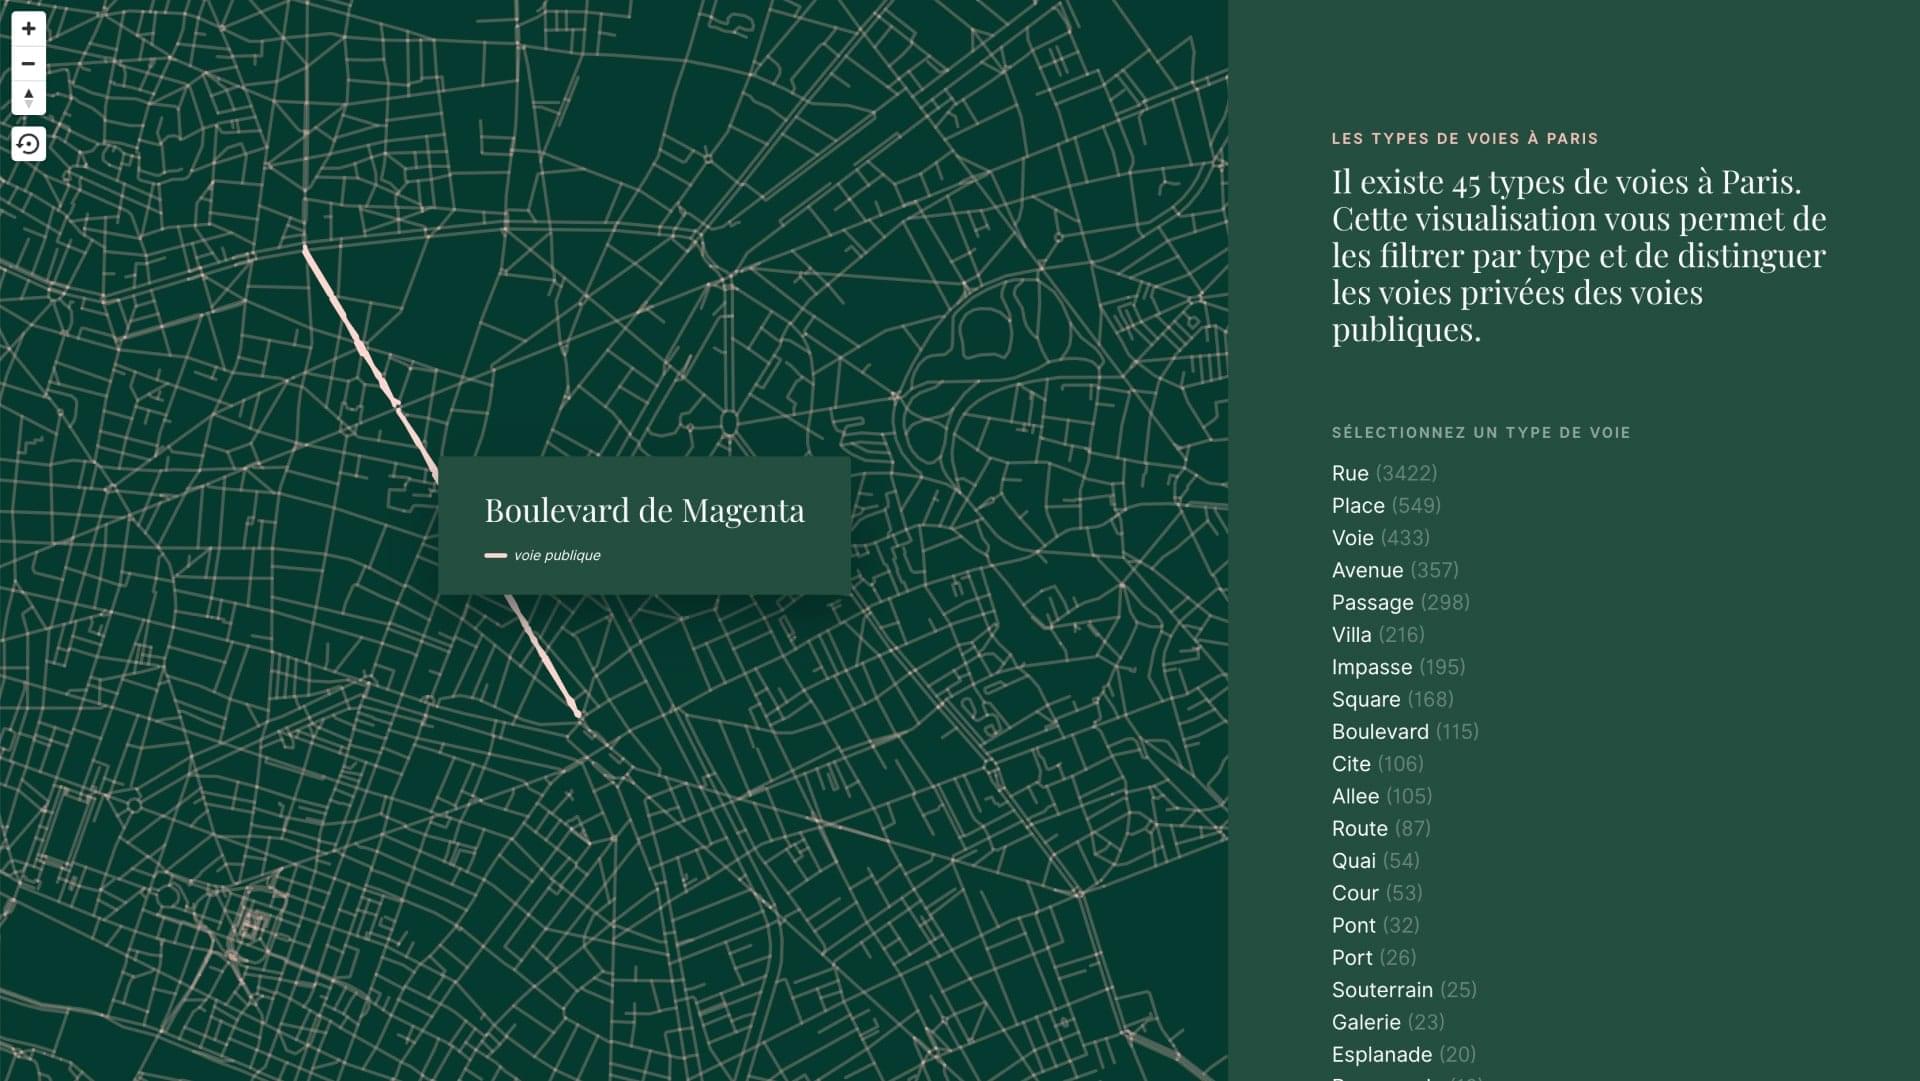 Boulevard de Magenta
voie publique
LES TYPES DE VOIES À PARIS
Il existe 45 types de voies à Paris.
Cette visualisation vous permet de
les filtrer par type et de distinguer
les voies privées des voies
publiques.
SÉLECTIONNEZ UN TYPE DE VOIE
Rue (3422)
Place (549)
Voie (433)
Avenue (357)
Passage (298)
Villa (216)
Impasse (195)
Square (168)
Boulevard (115)
Cite (106)
Allee (105)
Route (87)
Quai (54)
Cour (53)
Pont (32)
Port (26)
Souterrain (25)
Galerie (23)
Esplanade (20)